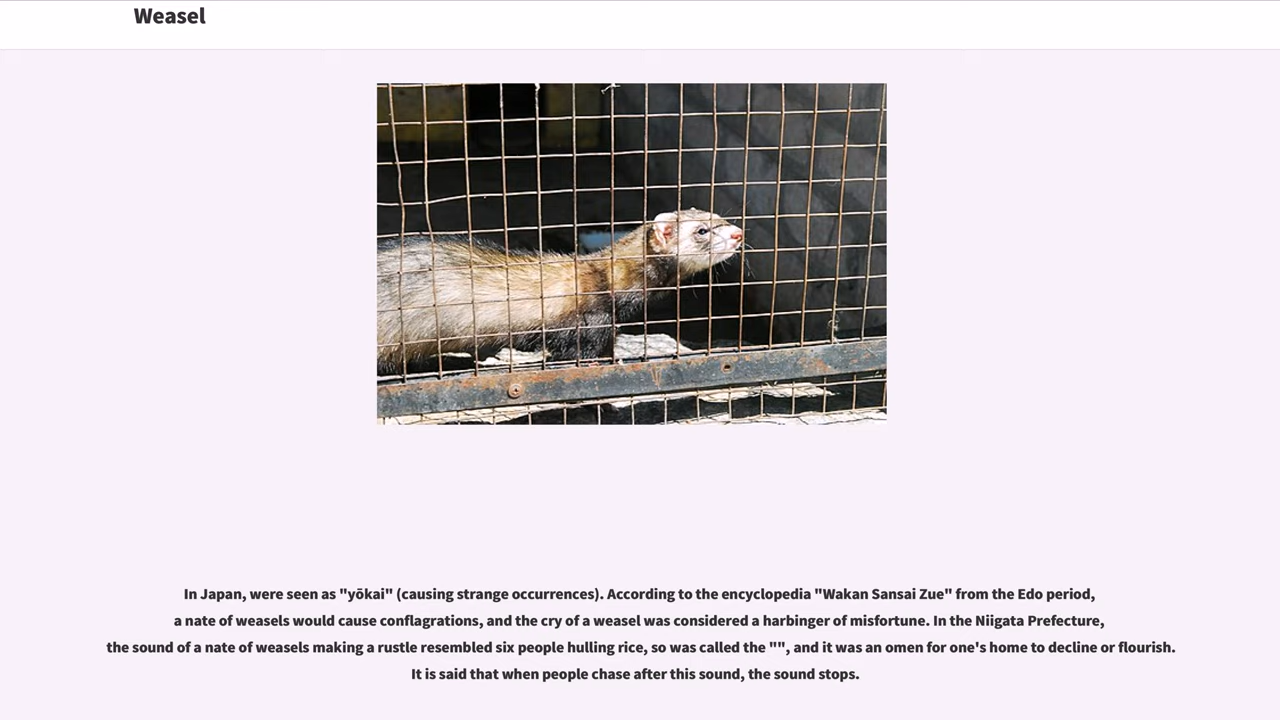 Weasel
In Japan, were seen as "yōkai" (causing strange occurrences). According to the encyclopedia "Wakan Sansai Zue" from the Edo period,
a nate of weasels would cause conflagrations, and the cry of a weasel was considered a harbinger of misfortune. In the Niigata Prefecture,
the sound of a nate of weasels making a rustle resembled six people hulling rice, so was called the "", and it was an omen for one's home to decline or flourish.
It is said that when people chase after this sound, the sound stops.